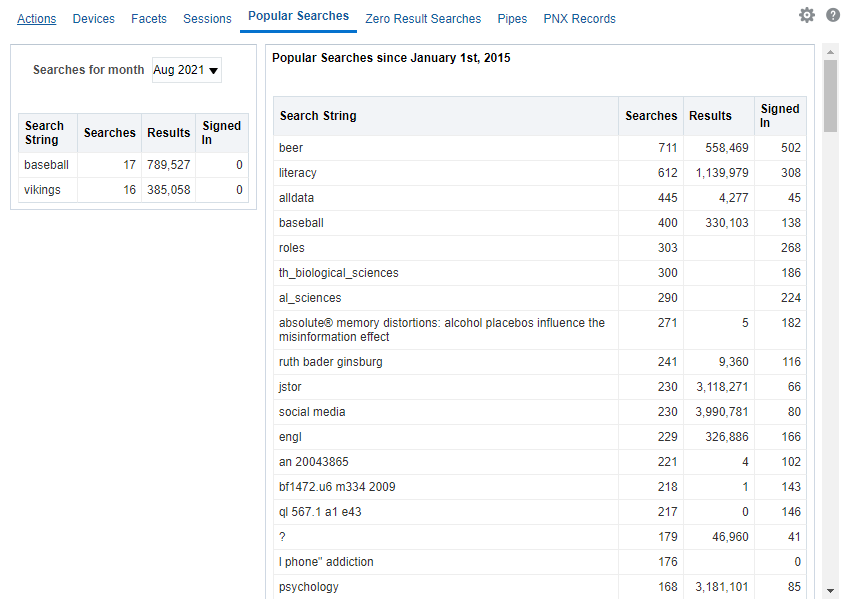 Actions Devices Facets Sessions Popular Searches Zero Result Searches Pipes PNX Records
Searches for month Aug 2021
Search String Searches Results Signed In
baseball 17 789,527 0
vikings 16 385,058 0
Popular Searches since January 1st, 2015
Search String Searches Results Signed In
beer 711 558,469 502
literacy 612 1,139,979 308
alldata 445 4,277 45
baseball 400 330,103 138
roles 303 268
th_biological_sciences 300 186
al_sciences 290 224
absolute® memory distortions: alcohol placebos influence the 271 5 182
misinformation effect
ruth bader ginsburg 241 9,360 116
jstor 230 3,118,271 66
social media 230 3,990,781 80
engl 229 326,886 166
an 20043865 221 4 102
bf1472.u6 m334 2009 218 1 143
ql 567.1 a1 e43 217 0 146
? 179 46,960 41
I phone" addiction 176 0
psychology 168 3,181,101 85